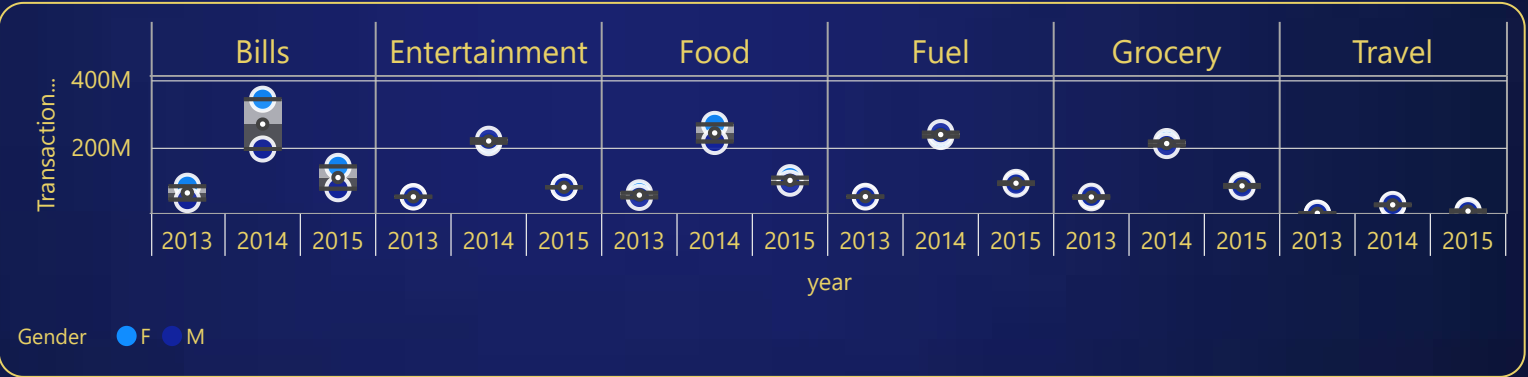 Bills Entertainment Food Fuel Grocery Travel
Transaction...
400M
200M
2013 2014 2015 2013 2014 2015 2013 2014 2015 2013 2014 2015 2013 2014 2015 2013 2014 2015
year
Gender F M